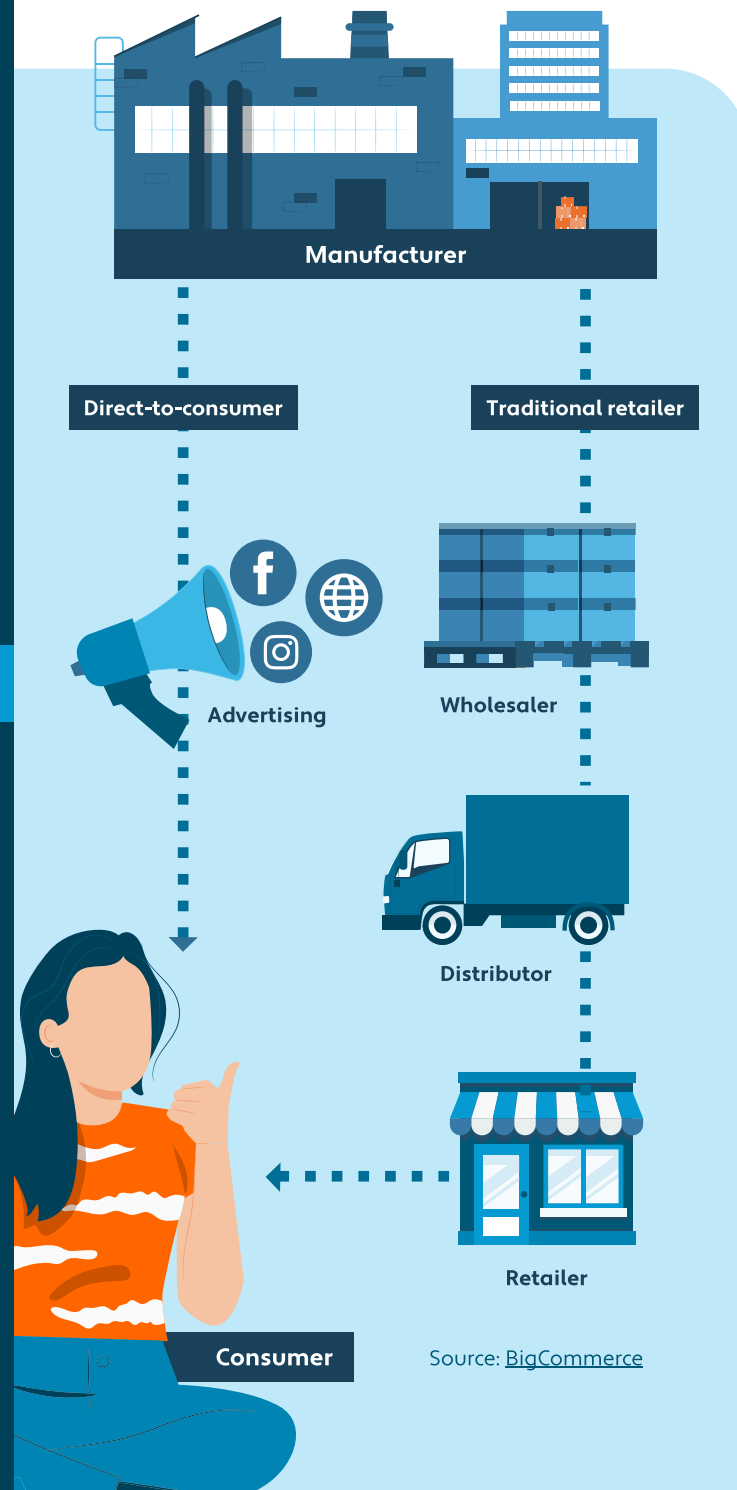 Manufacturer
Direct-to-consumer
Traditional retailer
Advertising
Wholesaler
Distributor
Retailer
Consumer
Source: BigCommerce